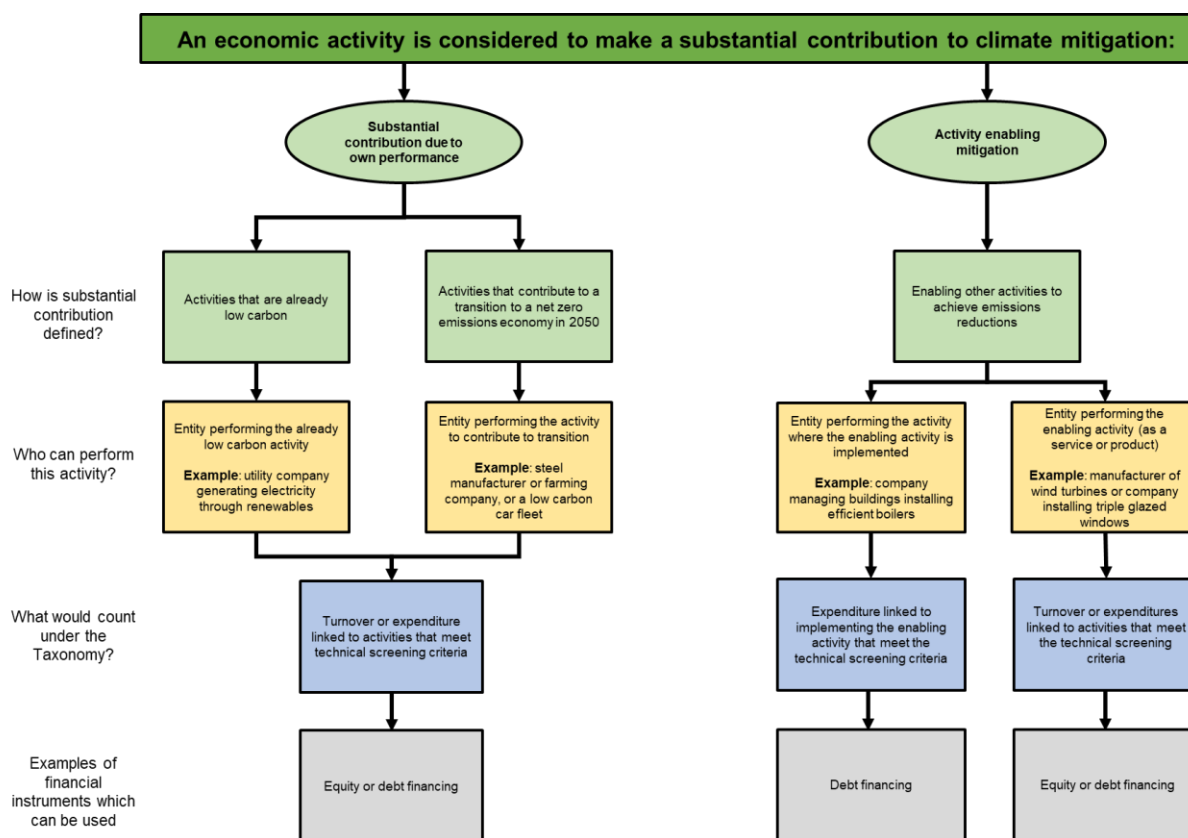 An economic activity is considered to make a substantial contribution to climate mitigation:
Substantial
contribution due to
own performance
Activity enabling
mitigation
How is substantial
contribution
defined?
Activities that are already
low carbon
Activities that contribute to a
transition to a net zero
emissions economy in 2050
Enabling other activities to
achieve emissions
reductions
Who can perform
this activity?
Entity performing the already
low carbon activity
Example: utility company
generating electricity
through renewables
Entity performing the activity
to contribute to transition
Example: steel
manufacturer or farming
company, or a low carbon
car fleet
Entity performing the activity
where the enabling activity is
implemented
Example: company
managing buildings installing
efficient boilers
Entity performing the
enabling activity (as a
service or product)
Example: manufacturer of
wind turbines or company
installing triple glazed
windows
What would count
under the
Taxonomy?
Turnover or expenditure
linked to activities that meet
technical screening criteria
Expenditure linked to
implementing the enabling
activity that meet the
technical screening criteria
Turnover or expenditures
linked to activities that meet
the technical screening
criteria
Examples of
financial
instruments which
can be used
Equity or debt financing
Debt financing
Equity or debt financing